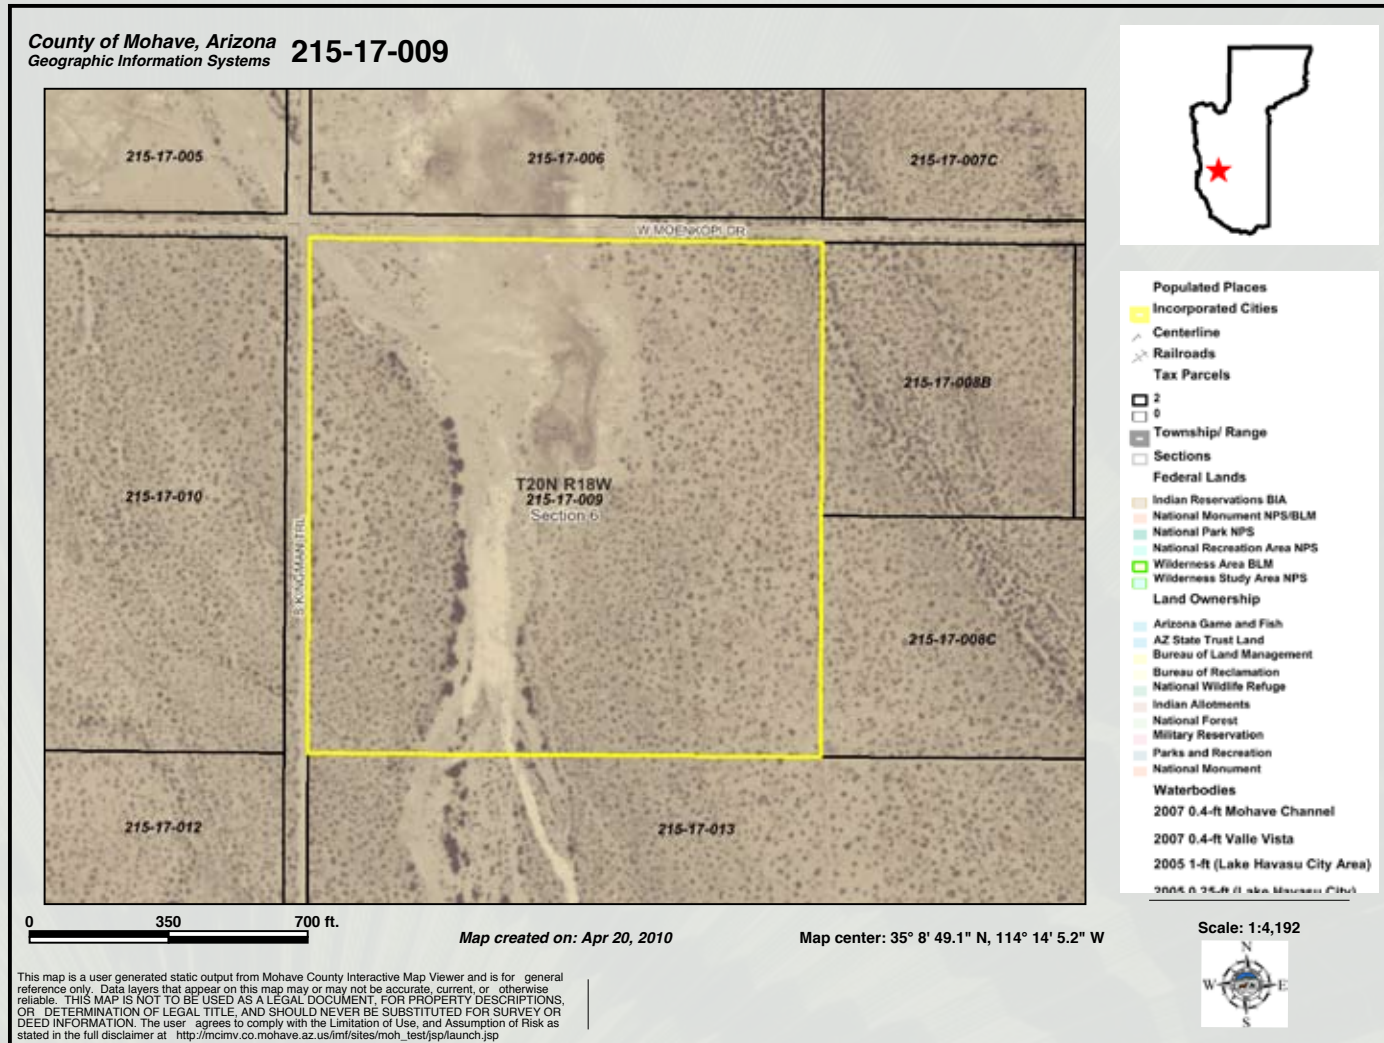 County of Mohave, Arizona
Geographic Information Systems
215-17-009
215-17-005
215-17-006
215-17-007C
W MOENKOPI DR
215-17-008B
T20N R18W
215-17-009
Section 6
215-17-010
S KINGMAN TRL
215-17-008C
215-17-012
215-17-013
Populated Places
Incorporated Cities
Centerline
Railroads
Tax Parcels
2
0
Township/ Range
Sections
Federal Lands
Indian Reservations BIA
National Monument NPS/BLM
National Park NPS
National Recreation Area NPS
Wilderness Area BLM
Wilderness Study Area NPS
Land Ownership
Arizona Game and Fish
AZ State Trust Land
Bureau of Land Management
Bureau of Reclamation
National Wildlife Refuge
Indian Allotments
National Forest
Military Reservation
Parks and Recreation
National Monument
Waterbodies
2007 0.4-ft Mohave Channel
2007 0.4-ft Valle Vista
2005 1-ft (Lake Havasu City Area)
2005 0.25-ft (Lake Havasu City)
0 350 700 ft.
Map created on: Apr 20, 2010
Map center: 35° 8' 49.1" N, 114° 14' 5.2" W
Scale: 1:4,192
N
W E
S
This map is a user generated static output from Mohave County Interactive Map Viewer and is for general
reference only. Data layers that appear on this map may or may not be accurate, current, or otherwise
reliable. THIS MAP IS NOT TO BE USED AS A LEGAL DOCUMENT, FOR PROPERTY DESCRIPTIONS,
OR DETERMINATION OF LEGAL TITLE, AND SHOULD NEVER BE SUBSTITUTED FOR SURVEY OR
DEED INFORMATION. The user agrees to comply with the Limitation of Use, and Assumption of Risk as
stated in the full disclaimer at http://mcimv.co.mohave.az.us/imf/sites/moh_test/jsp/launch.jsp